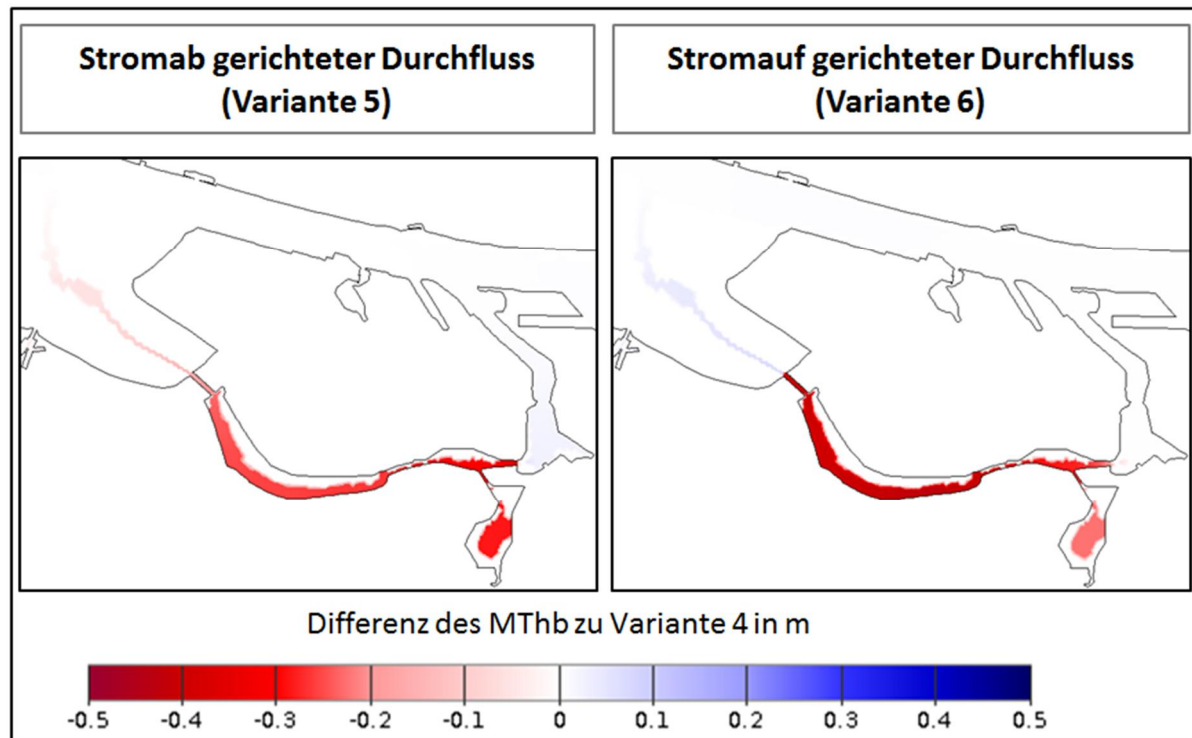 Stromab gerichteter Durchfluss
(Variante 5)
Stromauf gerichteter Durchfluss
(Variante 6)
Differenz des MThb zu Variante 4 in m
-0.5 -0.4 -0.3 -0.2 -0.1 0 0.1 0.2 0.3 0.4 0.5